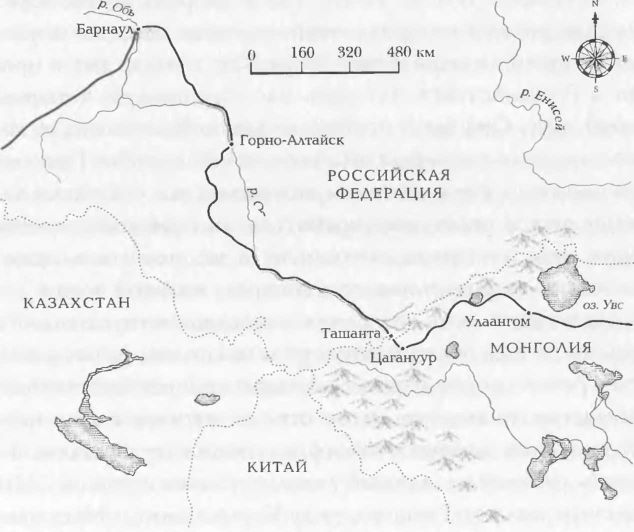 р. Обь
Барнаул
0 160 320 480 км
N
W E
S
р. Енисей
Горно-Алтайск
РОССИЙСКАЯ
ФЕДЕРАЦИЯ
КАЗАХСТАН
оз. Увс
Улаангом
Ташанта
Цагануур
МОНГОЛИЯ
КИТАЙ